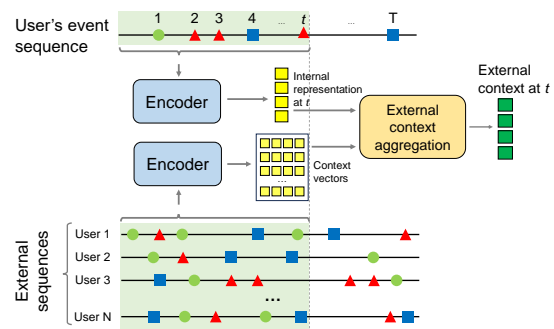 User's event sequence
1 2 3 4 ... t ... T
Encoder
Internal representation at t
External context aggregation
External context at t
Encoder
...
Context vectors
External sequences
User 1
User 2
User 3
...
User N